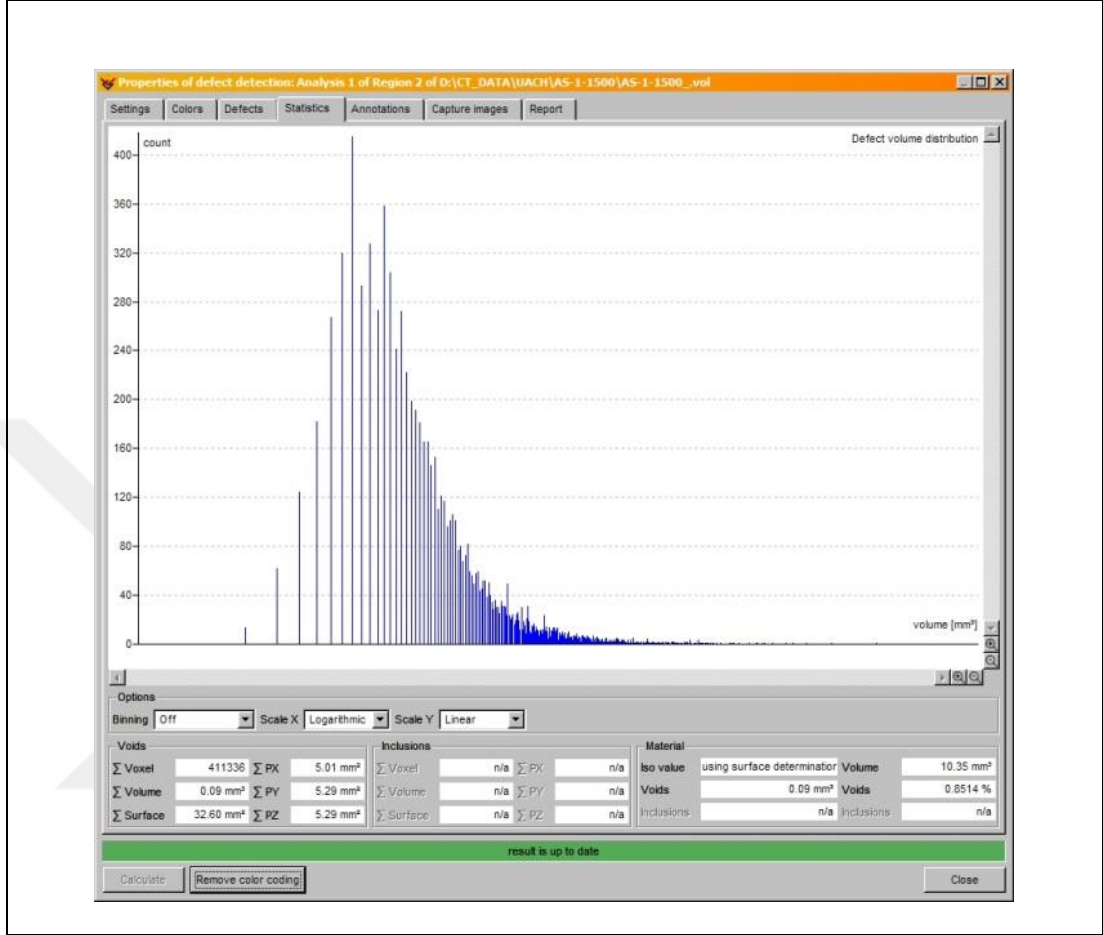 Properties of defect detection: Analysis 1 of Region 2 of D:\CT_DATA\UACH\AS-1-1500\AS-1-1500_.vol
Settings Colors Defects Statistics Annotations Capture images Report
count Defect volume distribution
400
360
320
280
240
200
160
120
80
40
volume [mm³]
0
Options
Binning Off Scale X Logarithmic Scale Y Linear
Voids Inclusions Material
∑ Voxel 411336 ∑ PX 5.01 mm² ∑ Voxel n/a ∑ PX n/a Iso value using surface determination Volume 10.35 mm³
∑ Volume 0.09 mm³ ∑ PY 5.29 mm² ∑ Volume n/a ∑ PY n/a Voids 0.09 mm³ Voids 0.8514 %
∑ Surface 32.60 mm² ∑ PZ 5.29 mm² ∑ Surface n/a ∑ PZ n/a Inclusions n/a Inclusions n/a
result is up to date
Calculate Remove color coding Close